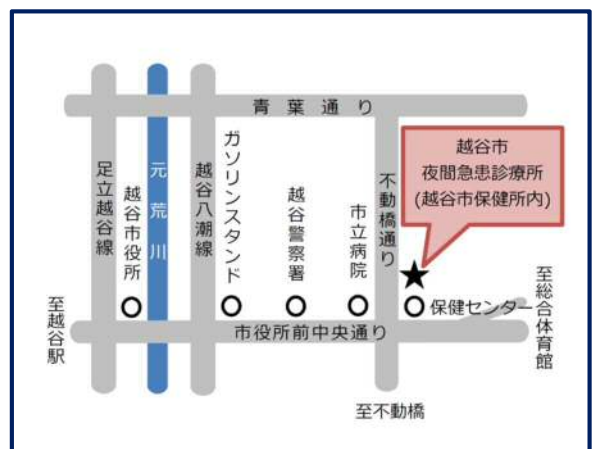 青葉通り
足立越谷線
越谷市役所
元荒川
越谷八潮線
ガソリンスタンド
越谷警察署
市立病院
不動橋通り
越谷市
夜間急患診療所
(越谷市保健所内)
保健センター
至総合体育館
至越谷駅
市役所前中央通り
至不動橋